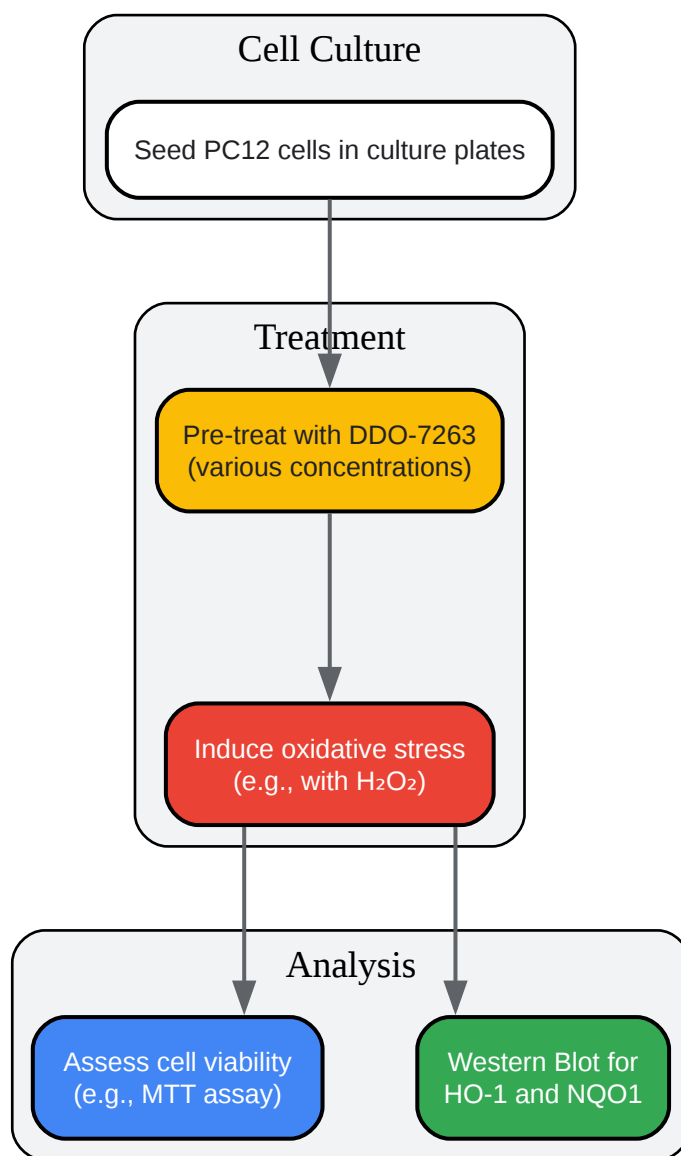 Cell Culture
Seed PC12 cells in culture plates
Treatment
Pre-treat with DDO-7263
(various concentrations)
Induce oxidative stress
(e.g., with H₂O₂)
Analysis
Assess cell viability
(e.g., MTT assay)
Western Blot for
HO-1 and NQO1